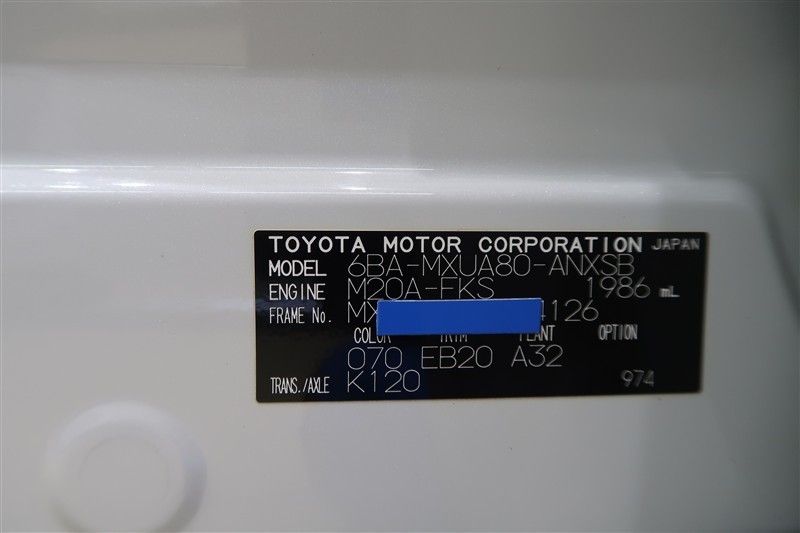 TOYOTA MOTOR CORPORATION JAPAN
MODEL 6BA-MXUA80-ANXSB
ENGINE M20A-FKS 1986 mL
FRAME No. MX 4126
COLOR TRIM PLANT OPTION
070 EB20 A32
TRANS./AXLE K120 974